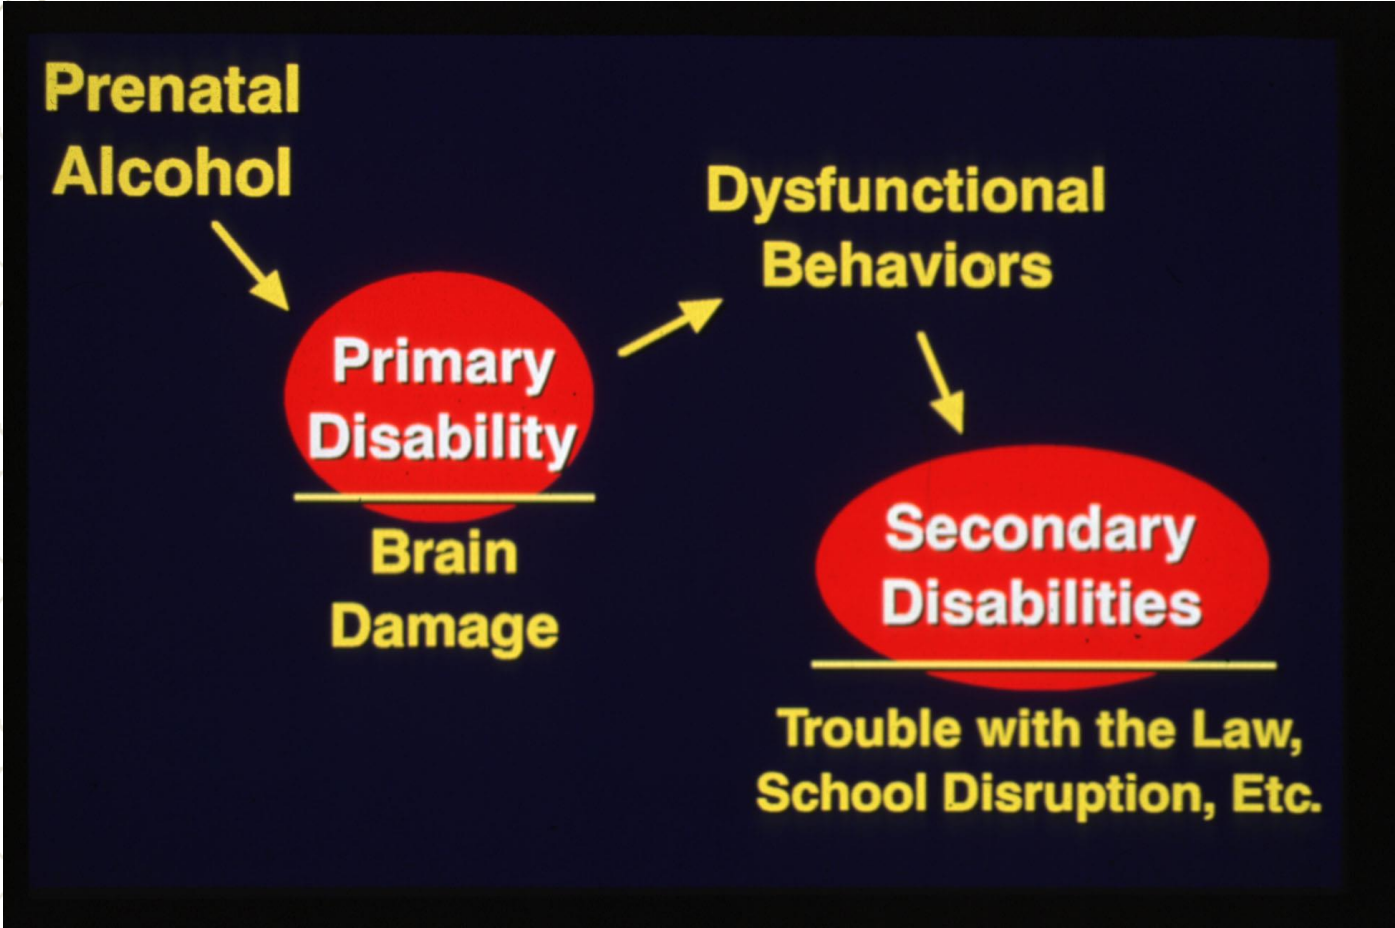 Prenatal
Alcohol
Primary
Disability
Brain
Damage
Dysfunctional
Behaviors
Secondary
Disabilities
Trouble with the Law,
School Disruption, Etc.